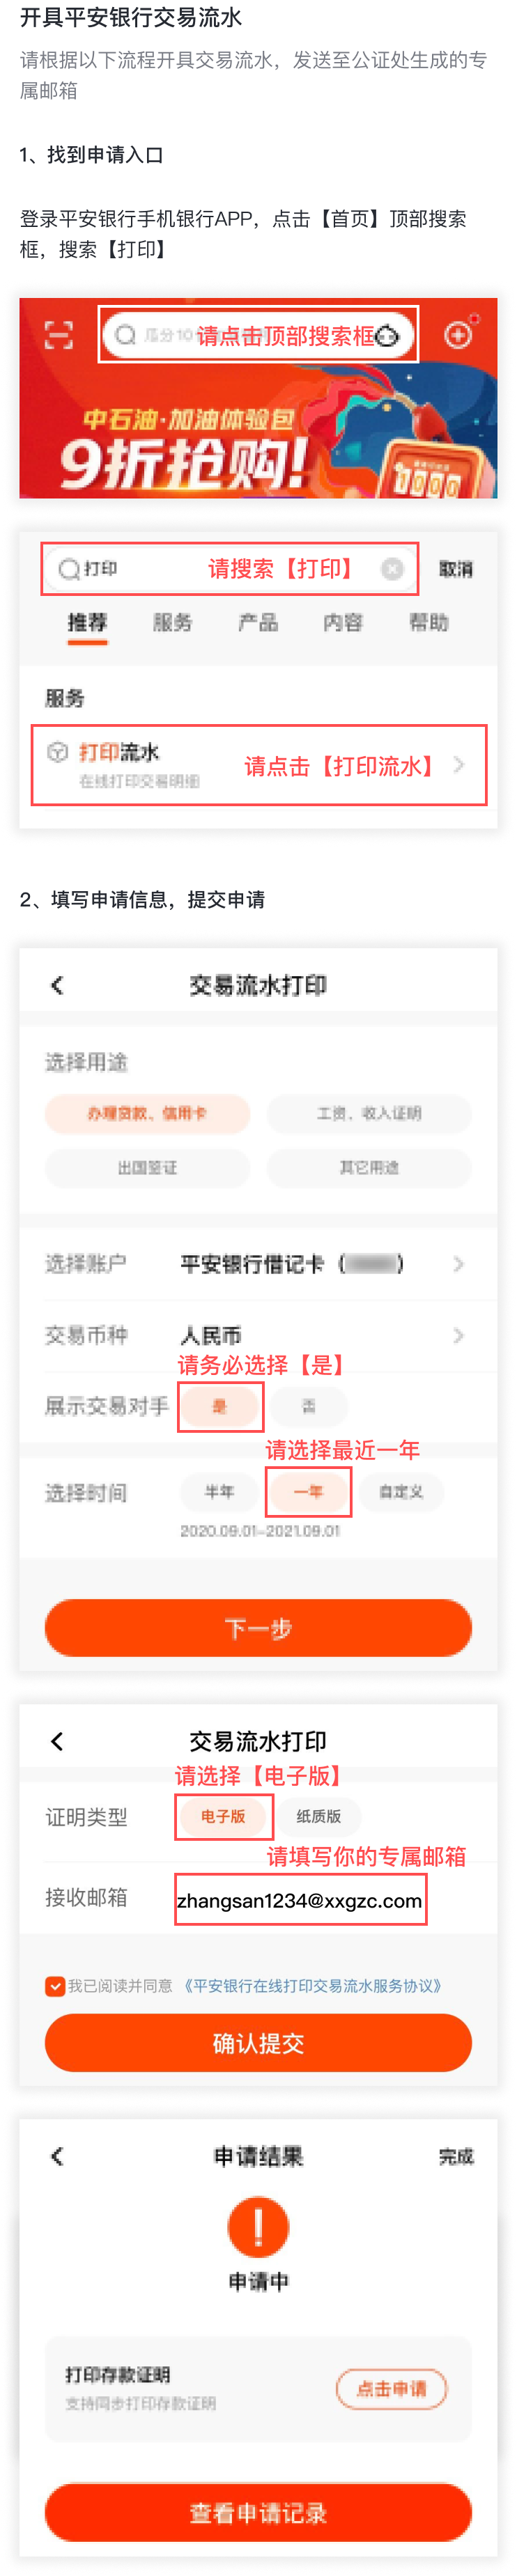 开具平安银行交易流水
请根据以下流程开具交易流水，发送至公证处生成的专
属邮箱
1、找到申请入口
登录平安银行手机银行APP，点击【首页】顶部搜索
框，搜索【打印】
请点击顶部搜索框
中石油·加油体验包
9折抢购!
1000
打印 请搜索【打印】 取消
推荐 服务 产品 内容 帮助
服务
打印流水
请点击【打印流水】
在线打印交易明细
2、填写申请信息，提交申请
交易流水打印
选择用途
办理贷款、信用卡 工资、收入证明
出国签证 其它用途
选择账户 平安银行借记卡（ ）
交易币种 人民币
请务必选择【是】
展示交易对手 是 否
请选择最近一年
选择时间 半年 一年 自定义
2020.09.01-2021.09.01
下一步
交易流水打印
请选择【电子版】
证明类型 电子版 纸质版
请填写你的专属邮箱
接收邮箱 zhangsan1234@xxgzc.com
我已阅读并同意 《平安银行在线打印交易流水服务协议》
确认提交
申请结果 完成
申请中
打印存款证明
支持同步打印存款证明
点击申请
查看申请记录